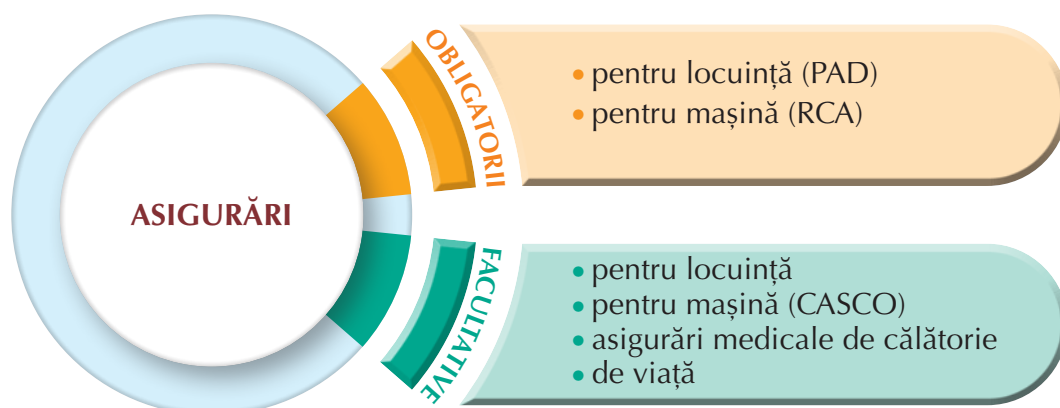 ASIGURĂRI
OBLIGATORII
• pentru locuință (PAD)
• pentru mașină (RCA)
FACULTATIVE
• pentru locuință
• pentru mașină (CASCO)
• asigurări medicale de călătorie
• de viață